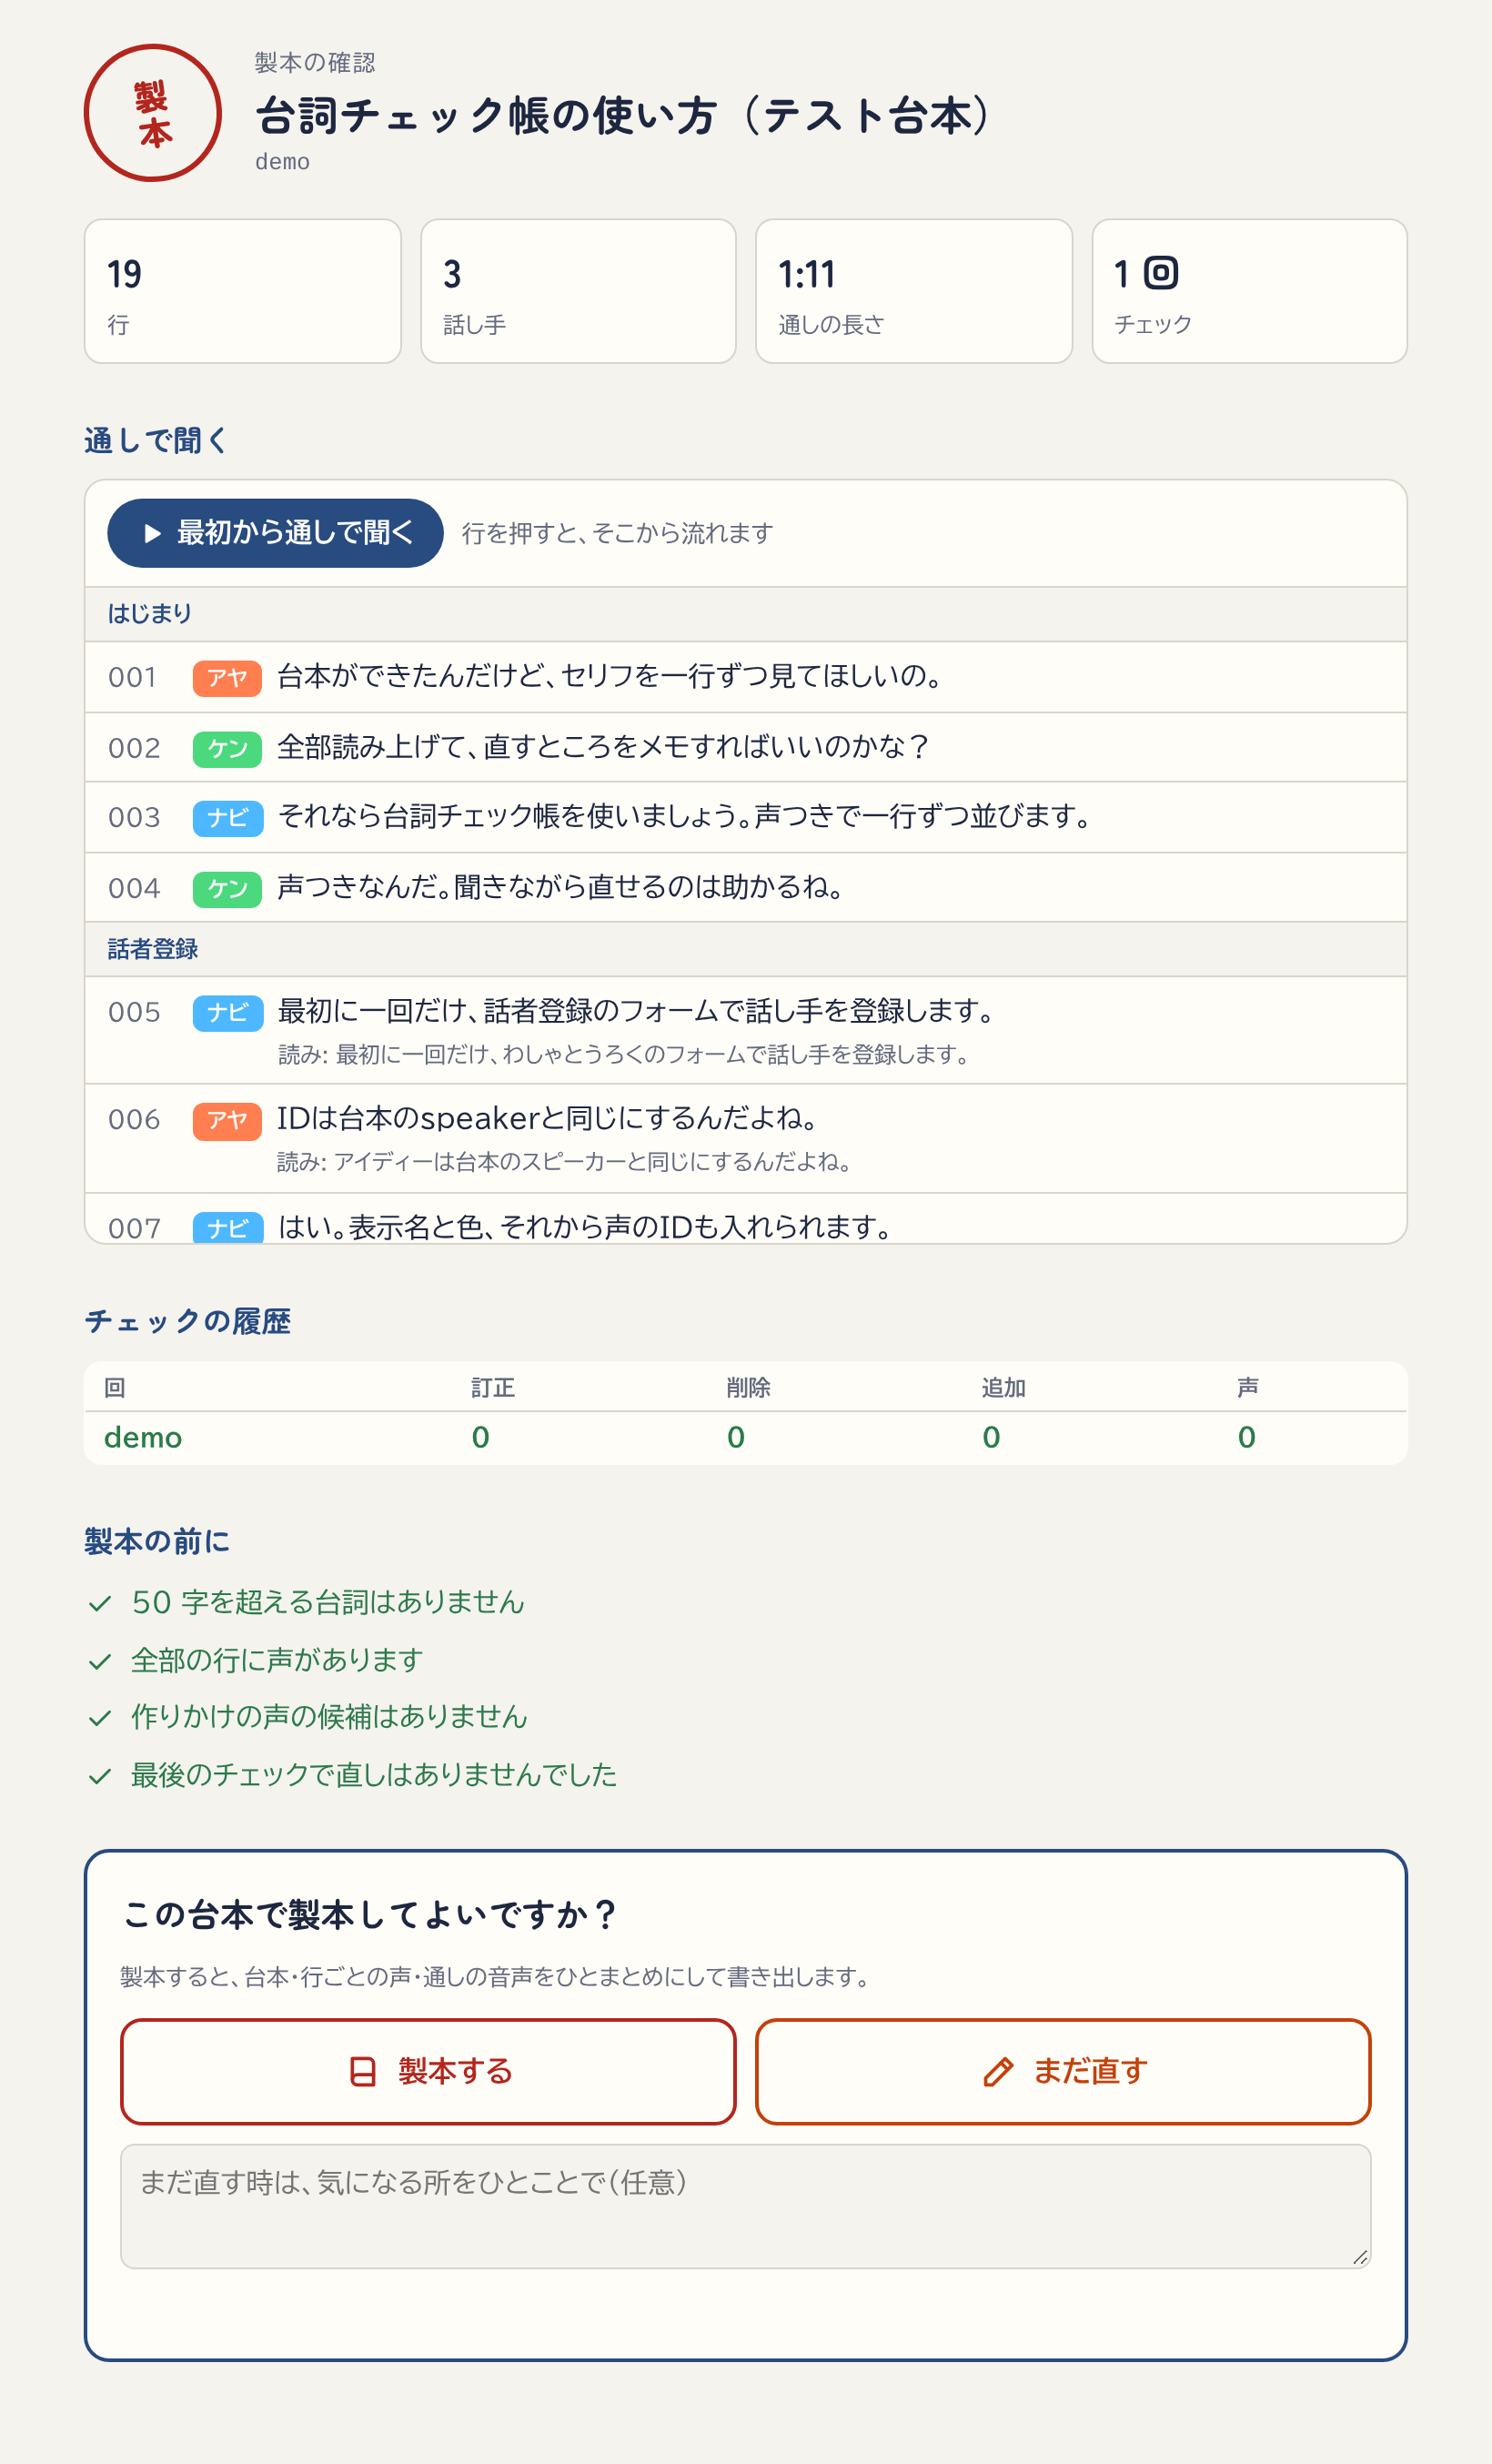 製本
製本の確認
台詞チェック帳の使い方（テスト台本）
demo
19
行
3
話し手
1:11
通しの長さ
1 回
チェック
通しで聞く
最初から通しで聞く 行を押すと、そこから流れます
はじまり
001 アヤ 台本ができたんだけど、セリフを一行ずつ見てほしいの。
002 ケン 全部読み上げて、直すところをメモすればいいのかな？
003 ナビ それなら台詞チェック帳を使いましょう。声つきで一行ずつ並びます。
004 ケン 声つきなんだ。聞きながら直せるのは助かるね。
話者登録
005 ナビ 最初に一回だけ、話者登録のフォームで話し手を登録します。
読み: 最初に一回だけ、わしゃとうろくのフォームで話し手を登録します。
006 アヤ IDは台本のspeakerと同じにするんだよね。
読み: アイディーは台本のスピーカーと同じにするんだよね。
007 ナビ はい。表示名と色、それから声のIDも入れられます。
チェックの履歴
回 訂正 削除 追加 声
demo 0 0 0 0
製本の前に
50 字を超える台詞はありません
全部の行に声があります
作りかけの声の候補はありません
最後のチェックで直しはありませんでした
この台本で製本してよいですか？
製本すると、台本・行ごとの声・通しの音声をひとまとめにして書き出します。
製本する
まだ直す
まだ直す時は、気になる所をひとことで(任意)